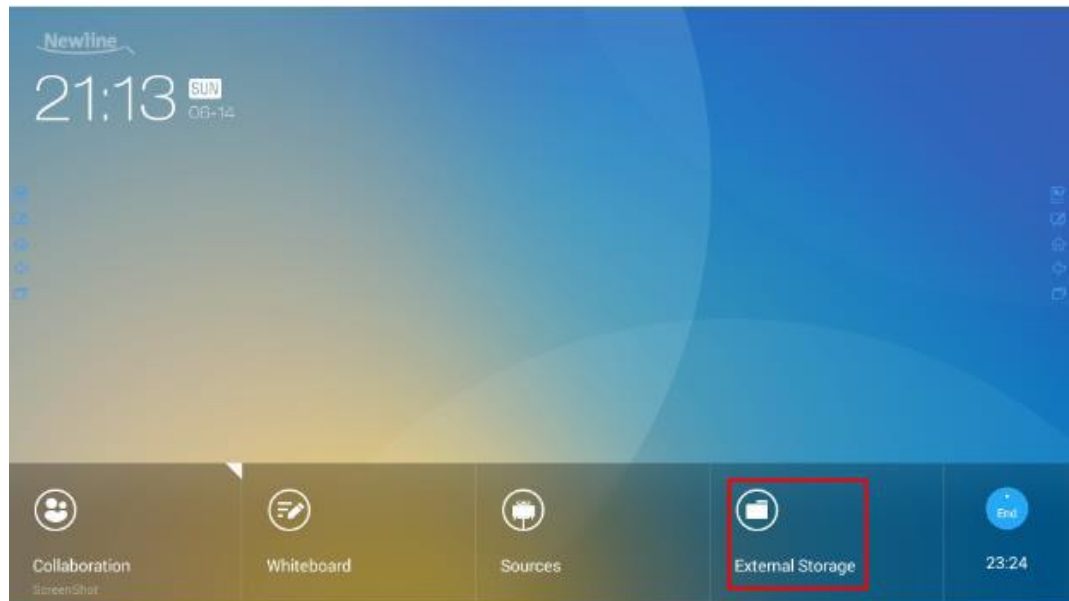 Newline
21:13 SUN
06-14
Collaboration
ScreenShot
Whiteboard
Sources
External Storage
End
23:24